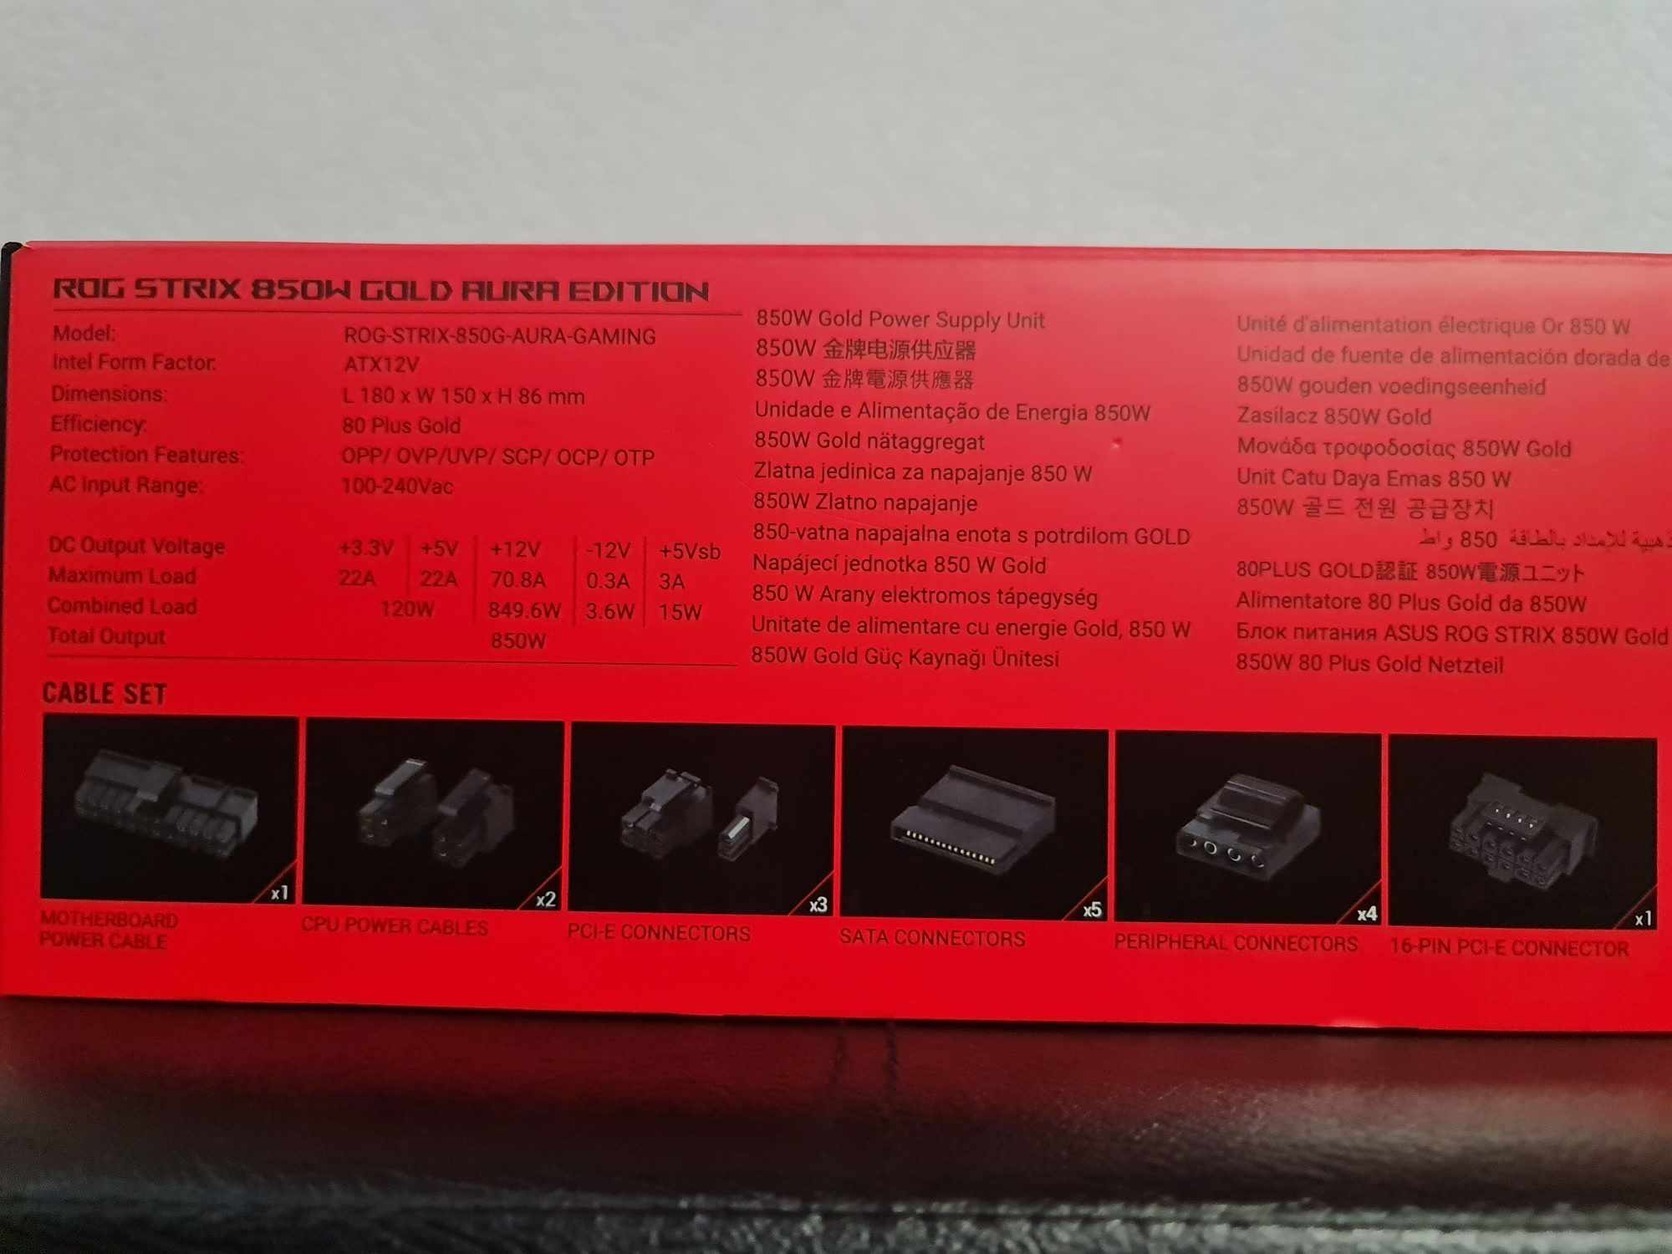 ROG STRIX 850W GOLD AURA EDITION
Model: ROG-STRIX-850G-AURA-GAMING
Intel Form Factor: ATX12V
Dimensions: L 180 x W 150 x H 86 mm
Efficiency: 80 Plus Gold
Protection Features: OPP/ OVP/UVP/ SCP/ OCP/ OTP
AC Input Range: 100-240Vac
DC Output Voltage +3.3V +5V +12V -12V +5Vsb
Maximum Load 22A 22A 70.8A 0.3A 3A
Combined Load 120W 849.6W 3.6W 15W
Total Output 850W
850W Gold Power Supply Unit
850W 金牌电源供应器
850W 金牌電源供應器
Unidade e Alimentação de Energia 850W
850W Gold nätaggregat
Zlatna jedinica za napajanje 850 W
850W Zlatno napajanje
850-vatna napajalna enota s potrdilom GOLD
Napájecí jednotka 850 W Gold
850 W Arany elektromos tápegység
Unitate de alimentare cu energie Gold, 850 W
850W Gold Güç Kaynağı Ünitesi
Unité d'alimentation électrique Or 850 W
Unidad de fuente de alimentación dorada de
850W gouden voedingseenheid
Zasilacz 850W Gold
Μονάδα τροφοδοσίας 850W Gold
Unit Catu Daya Emas 850 W
850W 골드 전원 공급장치
للإمداد بالطاقة 850 واط
80PLUS GOLD認証 850W電源ユニット
Alimentatore 80 Plus Gold da 850W
Блок питания ASUS ROG STRIX 850W Gold
850W 80 Plus Gold Netzteil
CABLE SET
x1
MOTHERBOARD
POWER CABLE
x2
CPU POWER CABLES
x3
PCI-E CONNECTORS
x5
SATA CONNECTORS
x4
PERIPHERAL CONNECTORS
x1
16-PIN PCI-E CONNECTOR